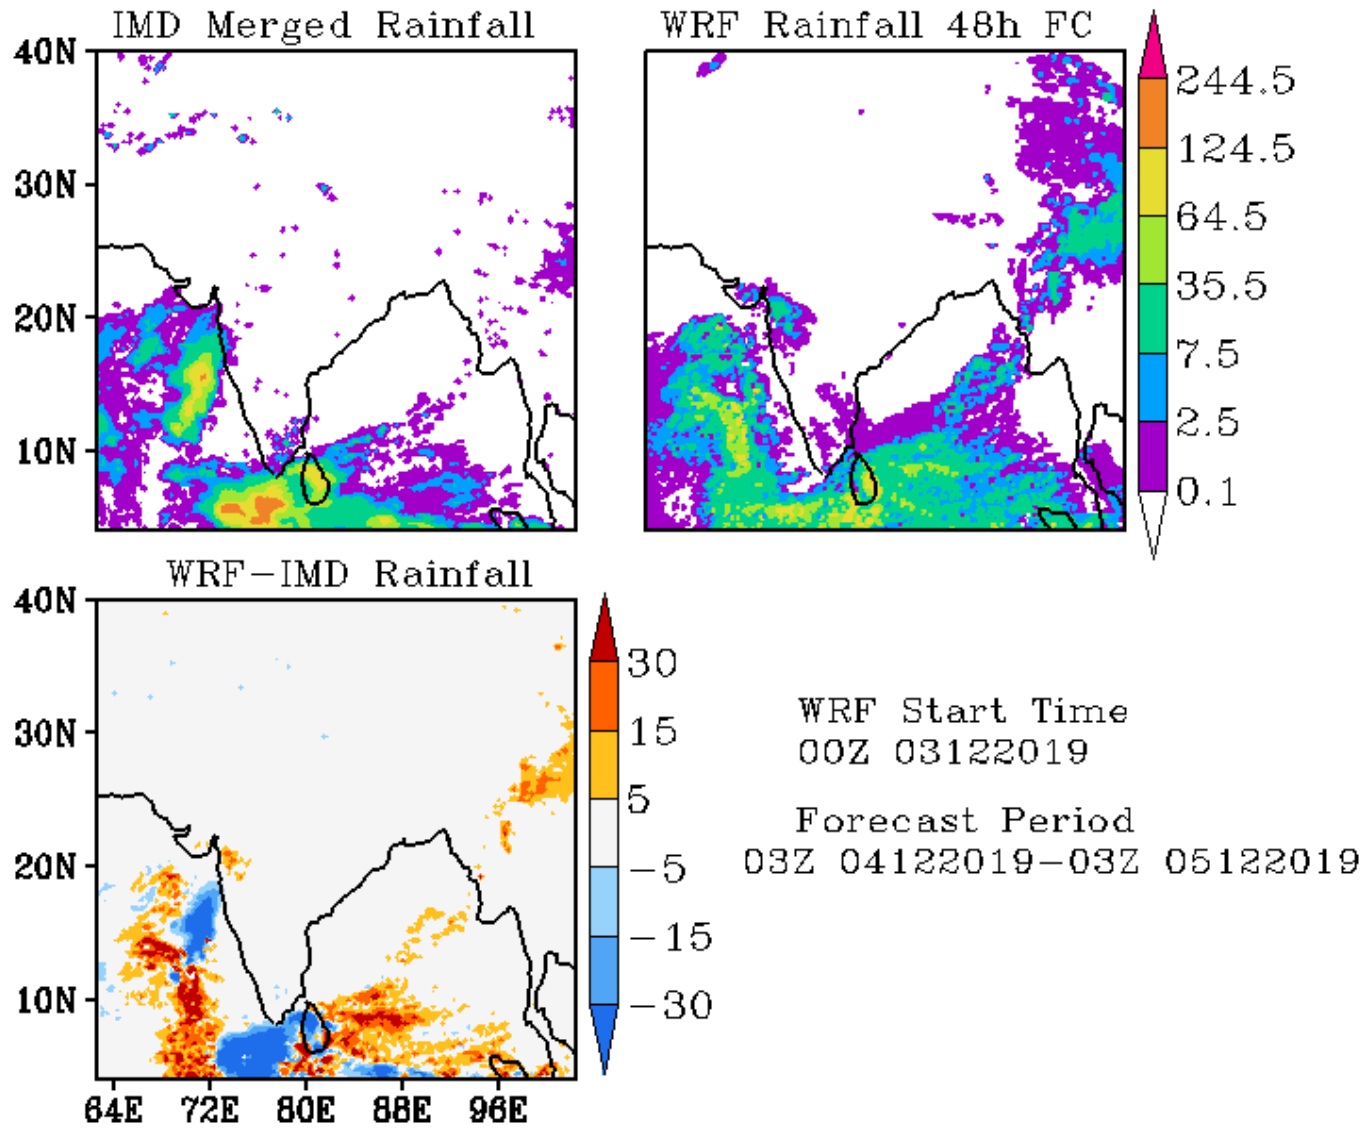 IMD Merged Rainfall
WRF Rainfall 48h FC
40N
30N
20N
10N
244.5
124.5
64.5
35.5
7.5
2.5
0.1
WRF-IMD Rainfall
40N
30N
20N
10N
64E 72E 80E 88E 96E
30
15
5
-5
-15
-30
WRF Start Time
00Z 03122019
Forecast Period
03Z 04122019-03Z 05122019